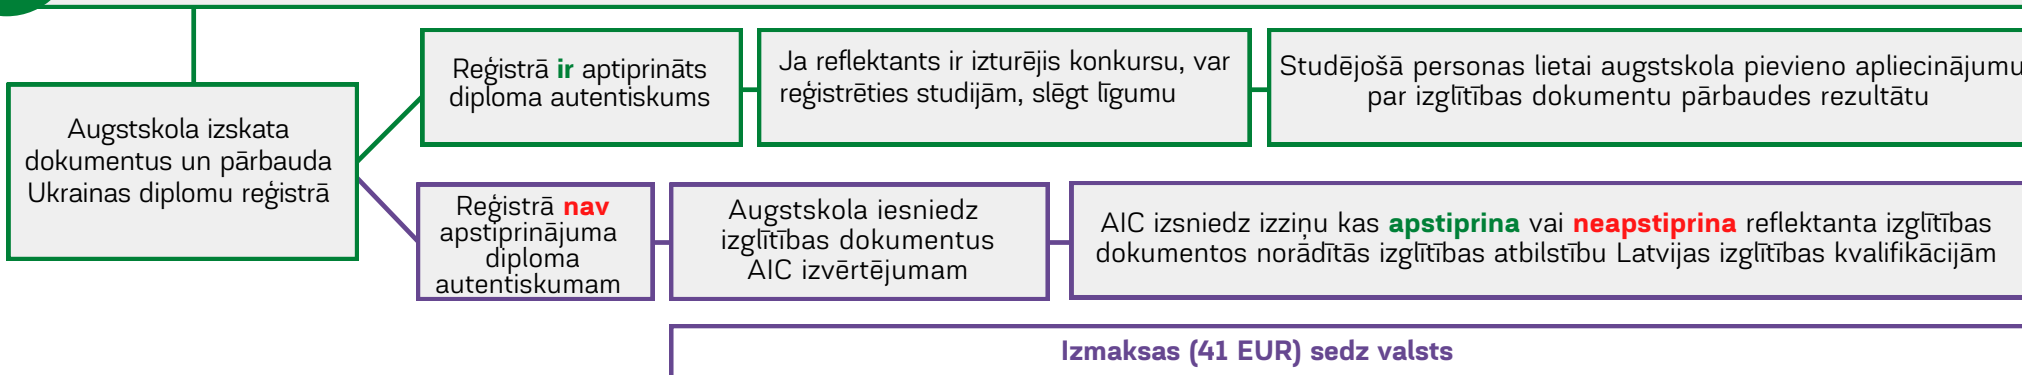 Augstskola izskata
dokumentus un pārbauda
Ukrainas diplomu reģistrā
Reģistrā ir aptiprināts
diploma autentiskums
Ja reflektants ir izturējis konkursu, var
reģistrēties studijām, slēgt līgumu
Studējošā personas lietai augstskola pievieno apliecinājumu
par izglītības dokumentu pārbaudes rezultātu
Reģistrā nav
apstiprinājuma
diploma
autentiskumam
Augstskola iesniedz
izglītības dokumentus
AIC izvērtējumam
AIC izsniedz izziņu kas apstiprina vai neapstiprina reflektanta izglītības
dokumentos norādītās izglītības atbilstību Latvijas izglītības kvalifikācijām
Izmaksas (41 EUR) sedz valsts